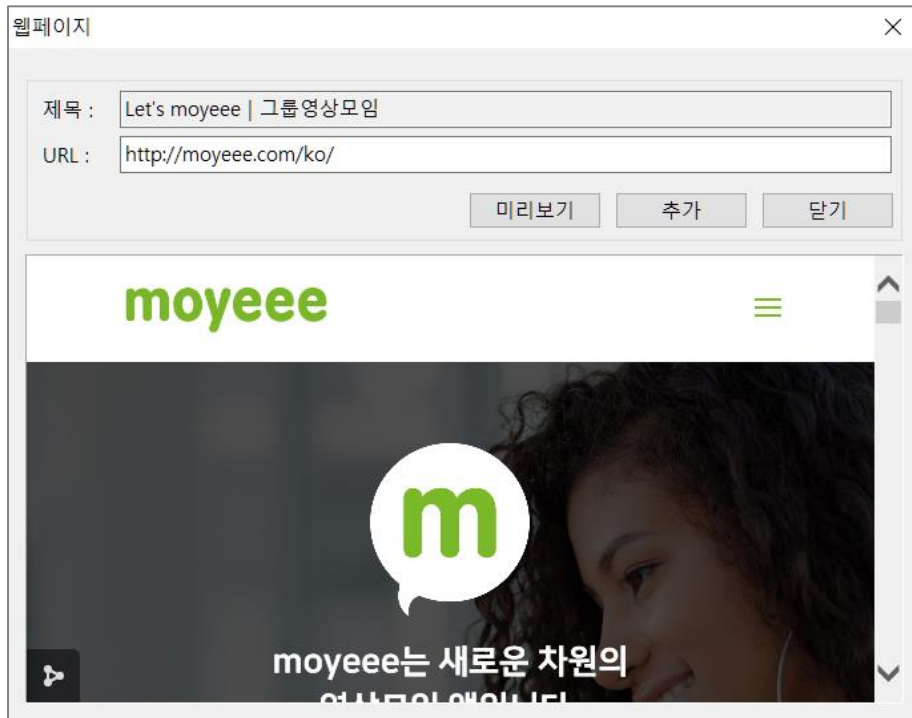 웹페이지
제목 : Let's moyeee | 그룹영상모임
URL : http://moyeee.com/ko/
미리보기 추가 닫기
moyeee
m
moyeee는 새로운 차원의